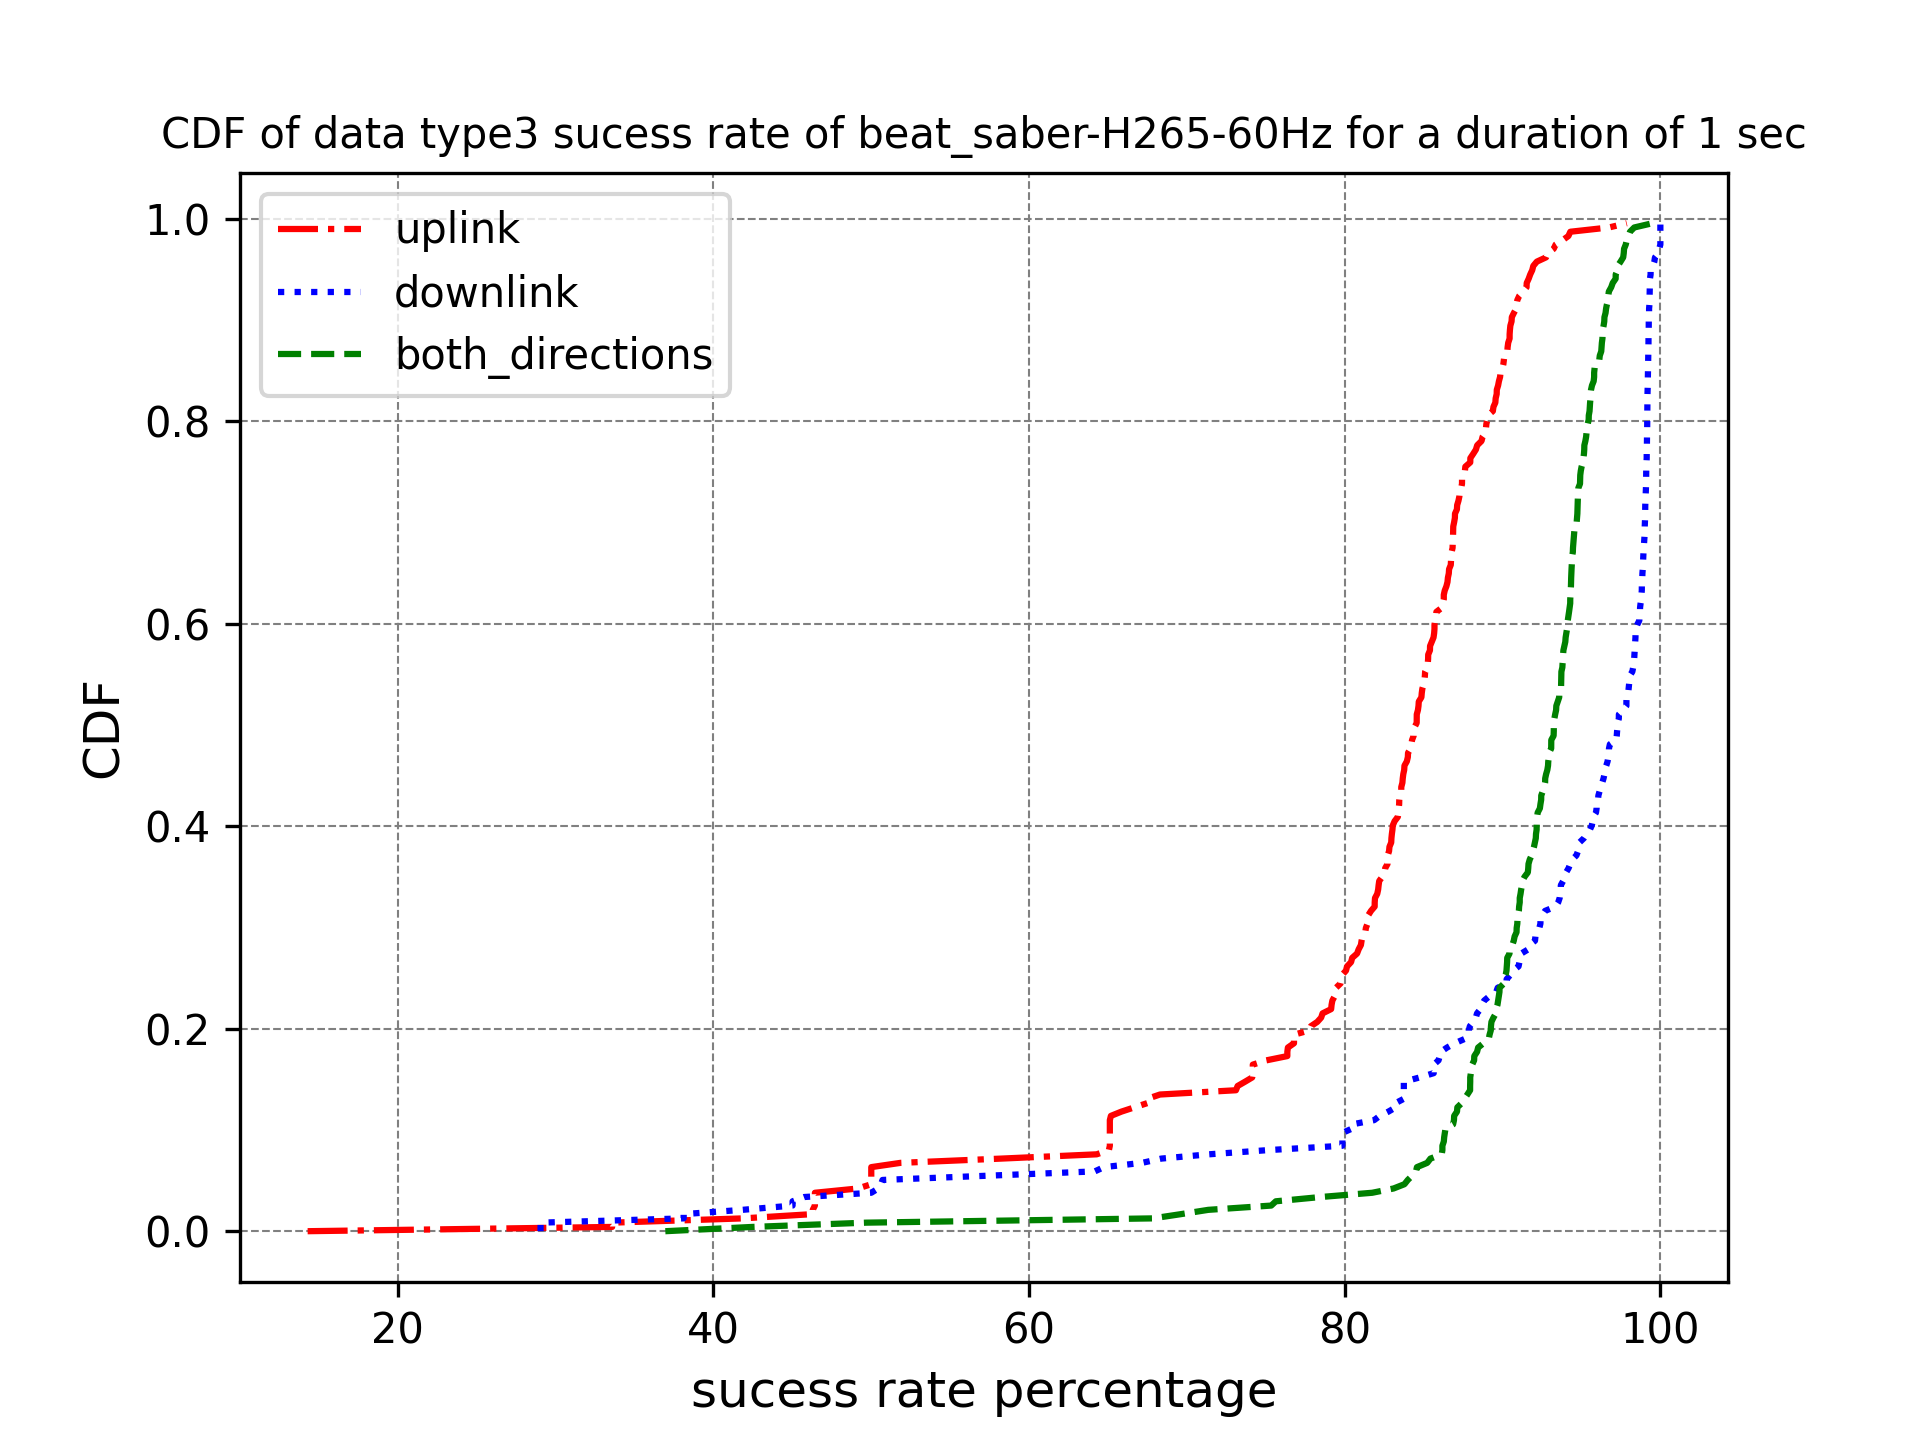 CDF of data type3 sucess rate of beat_saber-H265-60Hz for a duration of 1 sec
uplink
downlink
both_directions
1.0
0.8
0.6
0.4
0.2
0.0
CDF
20 40 60 80 100
sucess rate percentage